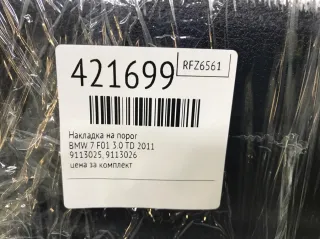 421699
RFZ6561
Накладка на порог
BMW 7 F01 3.0 TD 2011
9113025, 9113026
цена за комплект